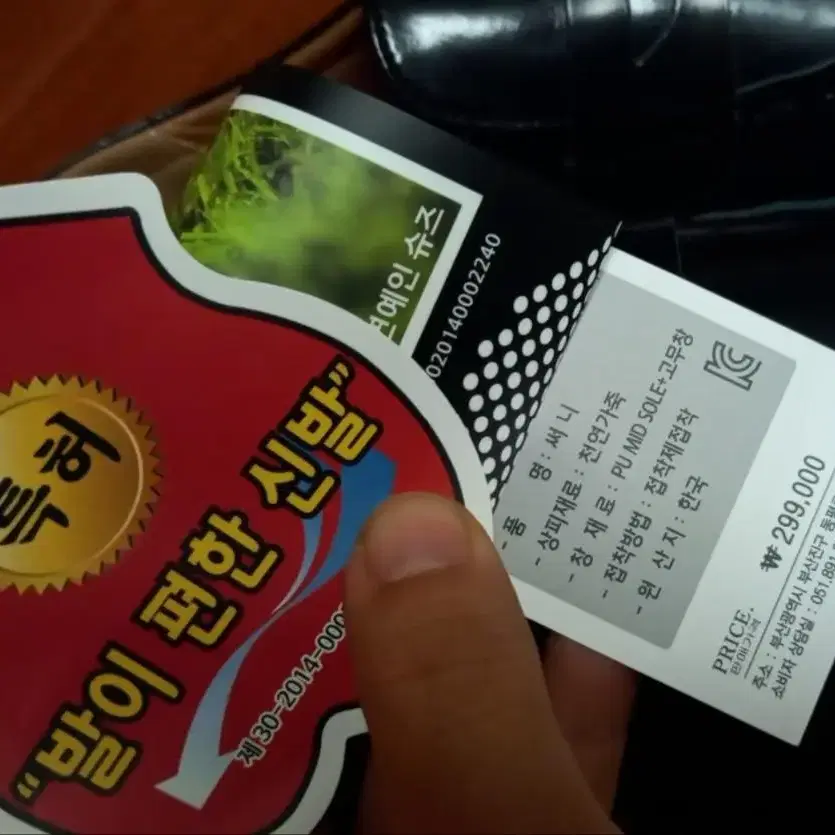 특허
"발이 편한 신발"
제 30-2014-000
연예인 슈즈
020140002240
- 품 명 : 써니
- 상피재료 : 천연가죽
- 창 재 료 : PU MID SOLE+고무창
- 접착방법 : 접착제접착
- 원 산 지 : 한국
PRICE. ₩ 299,000
판매가격
주소 : 부산광역시 부산진구
소비자 상담실 : 051.891